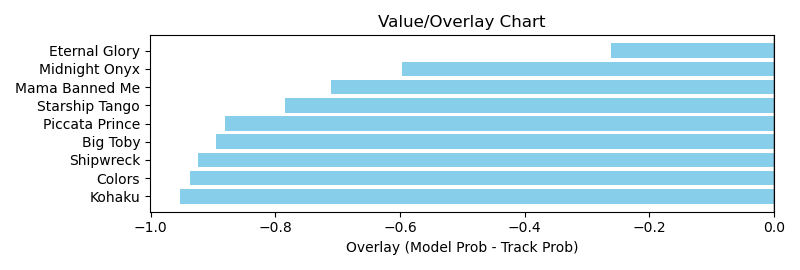 Value/Overlay Chart
Eternal Glory
Midnight Onyx
Mama Banned Me
Starship Tango
Piccata Prince
Big Toby
Shipwreck
Colors
Kohaku
−1.0 −0.8 −0.6 −0.4 −0.2 0.0
Overlay (Model Prob - Track Prob)